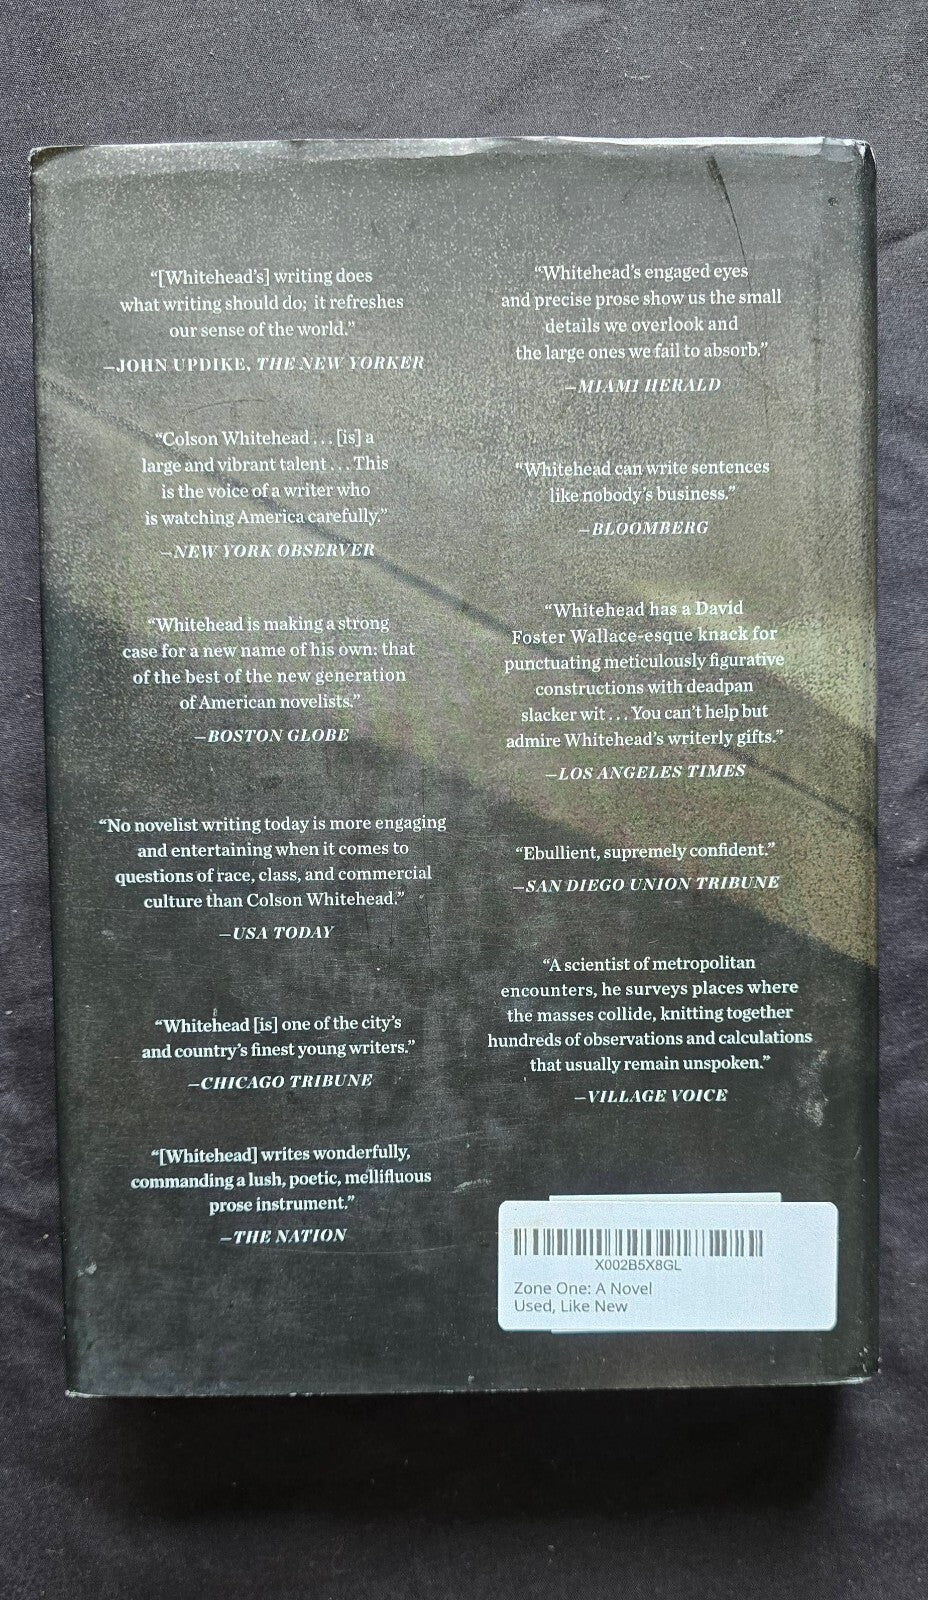 “[Whitehead’s] writing does
what writing should do; it refreshes
our sense of the world.”
—JOHN UPDIKE, THE NEW YORKER
“Colson Whitehead . . . [is] a
large and vibrant talent . . . This
is the voice of a writer who
is watching America carefully.”
—NEW YORK OBSERVER
“Whitehead is making a strong
case for a new name of his own: that
of the best of the new generation
of American novelists.”
—BOSTON GLOBE
“No novelist writing today is more engaging
and entertaining when it comes to
questions of race, class, and commercial
culture than Colson Whitehead.”
—USA TODAY
“Whitehead [is] one of the city’s
and country’s finest young writers.”
—CHICAGO TRIBUNE
“[Whitehead] writes wonderfully,
commanding a lush, poetic, mellifluous
prose instrument.”
—THE NATION
“Whitehead’s engaged eyes
and precise prose show us the small
details we overlook and
the large ones we fail to absorb.”
—MIAMI HERALD
“Whitehead can write sentences
like nobody’s business.”
—BLOOMBERG
“Whitehead has a David
Foster Wallace-esque knack for
punctuating meticulously figurative
constructions with deadpan
slacker wit . . . You can’t help but
admire Whitehead’s writerly gifts.”
—LOS ANGELES TIMES
“Ebullient, supremely confident.”
—SAN DIEGO UNION TRIBUNE
“A scientist of metropolitan
encounters, he surveys places where
the masses collide, knitting together
hundreds of observations and calculations
that usually remain unspoken.”
—VILLAGE VOICE
X002B5X8GL
Zone One: A Novel
Used, Like New